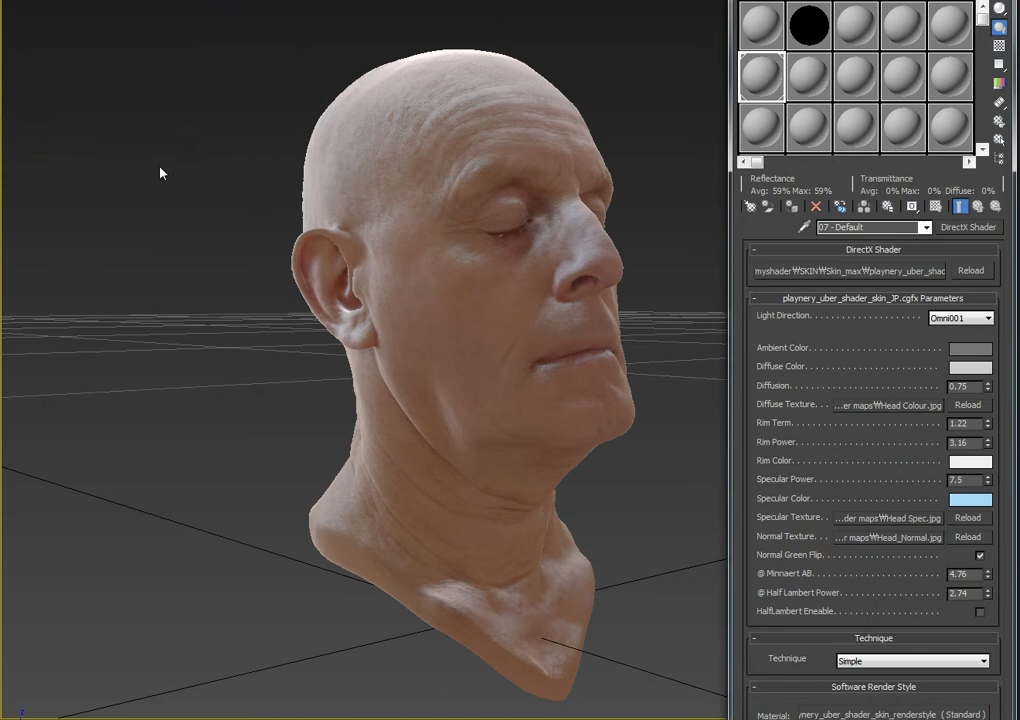 Reflectance
Transmittance
Avg: 59% Max: 59%
Avg: 0% Max: 0% Diffuse: 0%
07 - Default
DirectX Shader
- DirectX Shader
myshader₩SKIN₩Skin_max₩playnery_uber_shad
Reload
- playnery_uber_shader_skin_JP.cgfx Parameters
Light Direction. Omni001
Ambient Color.
Diffuse Color
Diffusion: 0.75
Diffuse Texture. ...er maps₩Head Colour.jpg Reload
Rim Term. 1.22
Rim Power. 3.16
Rim Color.
Specular Power. 7.5
Specular Color.
Specular Texture. ...der maps₩Head Spec.jpg Reload
Normal Texture. ...r maps₩Head_Normal.jpg Reload
Normal Green Flip.
@ Minnaert AB. 4.76
@ Half Lambert Power. 2.74
HalfLambert Eneable.
- Technique
Technique Simple
- Software Render Style
Material: nery_uber_shader_skin_renderstyle ( Standard )
z